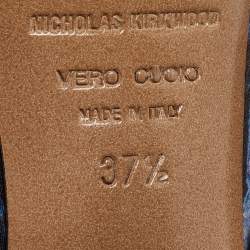 NICHOLAS KIRKWOOD
VERO CUOIO
MADE IN ITALY
37½